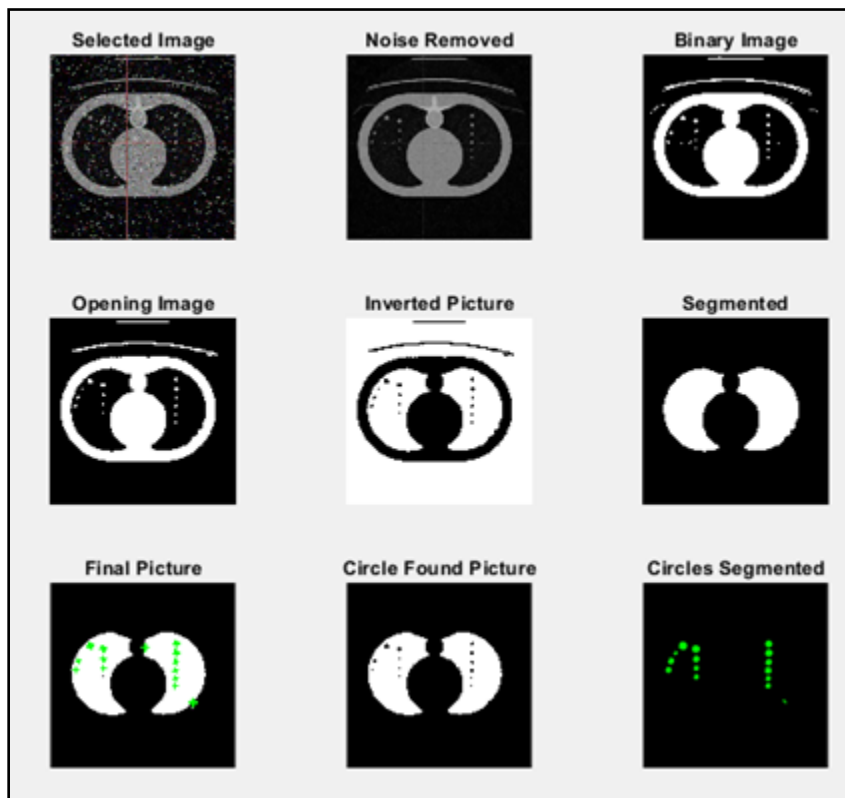 Selected Image
Noise Removed
Binary Image
Opening Image
Inverted Picture
Segmented
Final Picture
Circle Found Picture
Circles Segmented